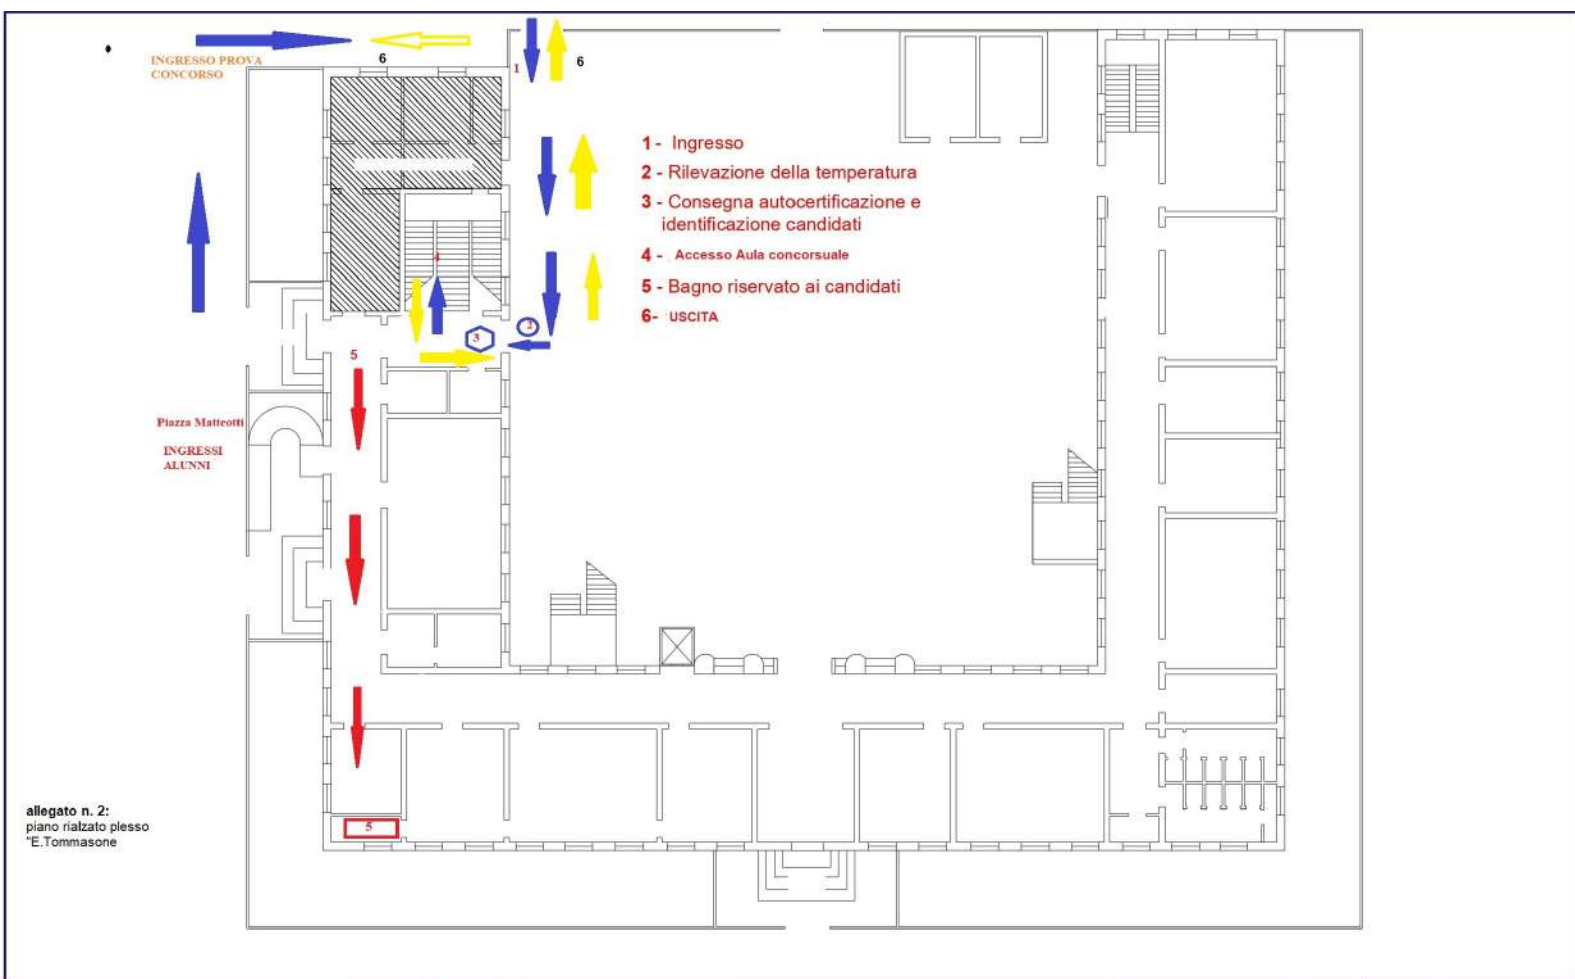 INGRESSO PROVA
CONCORSO
6
1
6
1 - Ingresso
2 - Rilevazione della temperatura
3 - Consegna autocertificazione e
identificazione candidati
4 - Accesso Aula concorsuale
5 - Bagno riservato ai candidati
6- USCITA
4
2
3
5
Piazza Matteotti
INGRESSI
ALUNNI
allegato n. 2:
piano rialzato plesso
"E.Tommasone
5